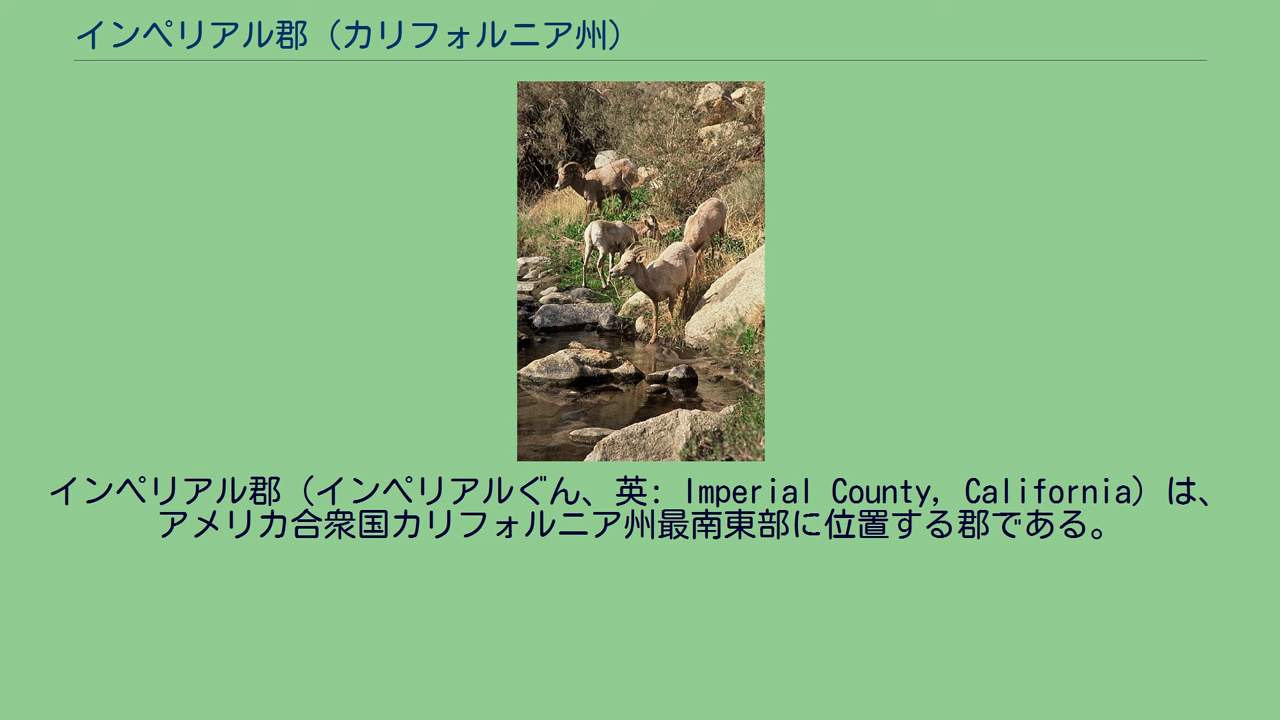 インペリアル郡（カリフォルニア州）
インペリアル郡（インペリアルぐん、英: Imperial County, California）は、
アメリカ合衆国カリフォルニア州最南東部に位置する郡である。